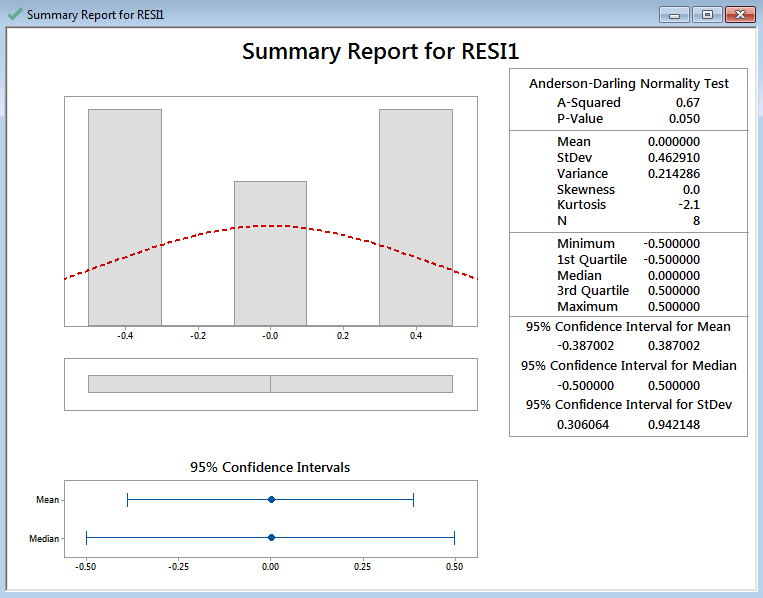 Summary Report for RESI1
Summary Report for RESI1
-0.4 -0.2 -0.0 0.2 0.4
Anderson-Darling Normality Test
A-Squared 0.67
P-Value 0.050
Mean 0.000000
StDev 0.462910
Variance 0.214286
Skewness 0.0
Kurtosis -2.1
N 8
Minimum -0.500000
1st Quartile -0.500000
Median 0.000000
3rd Quartile 0.500000
Maximum 0.500000
95% Confidence Interval for Mean
-0.387002 0.387002
95% Confidence Interval for Median
-0.500000 0.500000
95% Confidence Interval for StDev
0.306064 0.942148
95% Confidence Intervals
Mean
Median
-0.50 -0.25 0.00 0.25 0.50